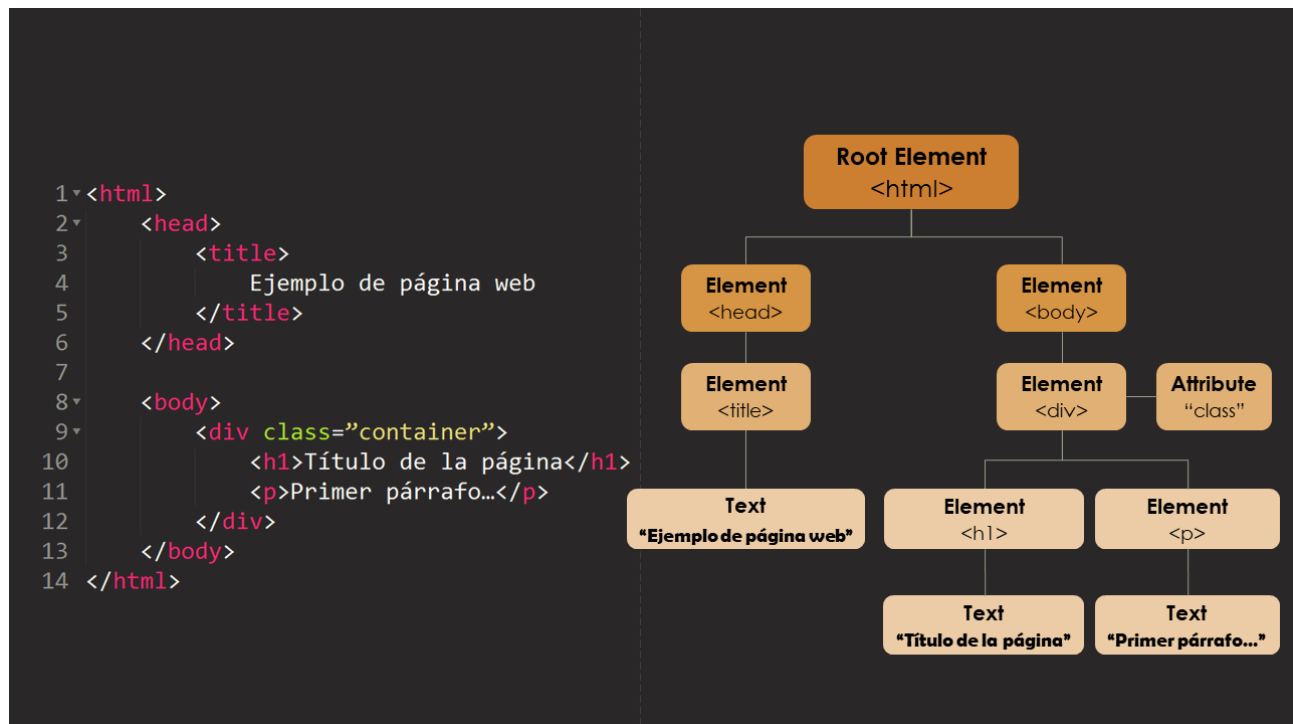 1 <html>
2 <head>
3 <title>
4 Ejemplo de página web
5 </title>
6 </head>
7
8 <body>
9 <div class=”container”>
10 <h1>Título de la página</h1>
11 <p>Primer párrafo…</p>
12 </div>
13 </body>
14 </html>
Root Element
<html>
Element
<head>
Element
<body>
Element
<title>
Element
<div>
Attribute
“class”
Text
“Ejemplo de página web”
Element
<h1>
Element
<p>
Text
“Título de la página”
Text
“Primer párrafo…”